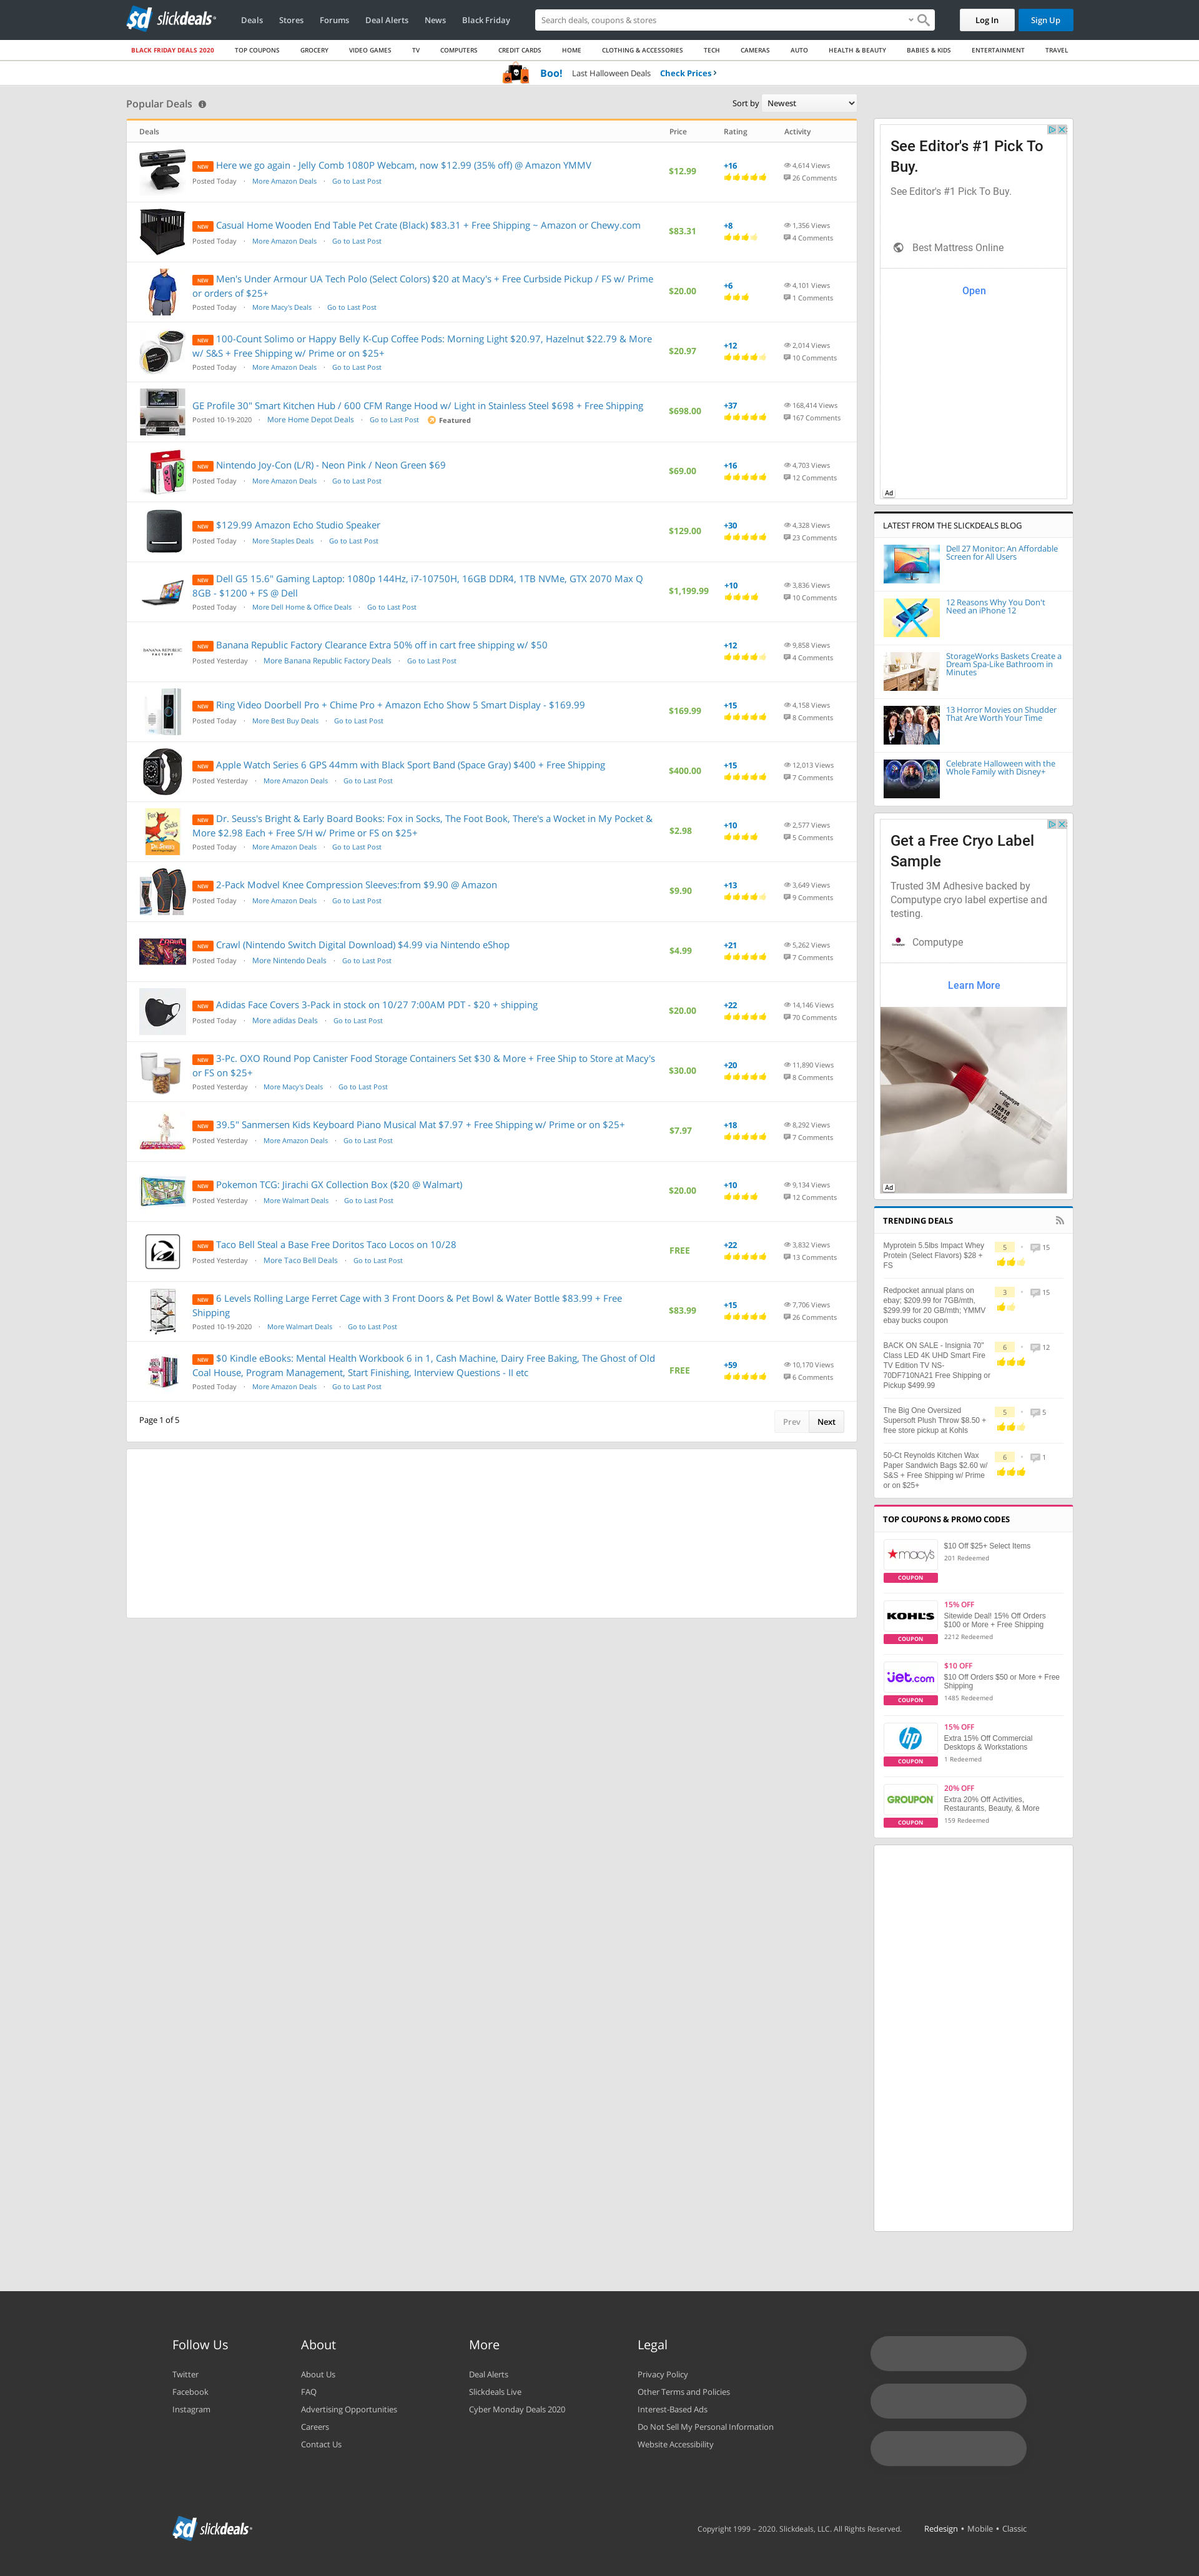 slickdeals
Deals Stores Forums Deal Alerts News Black Friday
Search deals, coupons & stores
Log In Sign Up
BLACK FRIDAY DEALS 2020 TOP COUPONS GROCERY VIDEO GAMES TV COMPUTERS CREDIT CARDS HOME CLOTHING & ACCESSORIES TECH CAMERAS AUTO HEALTH & BEAUTY BABIES & KIDS ENTERTAINMENT TRAVEL
Boo! Last Halloween Deals Check Prices
Popular Deals
Sort by Newest
Deals Price Rating Activity
NEW Here we go again - Jelly Comb 1080P Webcam, now $12.99 (35% off) @ Amazon YMMV
Posted Today · More Amazon Deals · Go to Last Post
$12.99 +16 4,614 Views
26 Comments
NEW Casual Home Wooden End Table Pet Crate (Black) $83.31 + Free Shipping ~ Amazon or Chewy.com
Posted Today · More Amazon Deals · Go to Last Post
$83.31 +8 1,356 Views
4 Comments
NEW Men's Under Armour UA Tech Polo (Select Colors) $20 at Macy's + Free Curbside Pickup / FS w/ Prime
or orders of $25+
Posted Today · More Macy's Deals · Go to Last Post
$20.00 +6 4,101 Views
1 Comments
NEW 100-Count Solimo or Happy Belly K-Cup Coffee Pods: Morning Light $20.97, Hazelnut $22.79 & More
w/ S&S + Free Shipping w/ Prime or on $25+
Posted Today · More Amazon Deals · Go to Last Post
$20.97 +12 2,014 Views
10 Comments
GE Profile 30" Smart Kitchen Hub / 600 CFM Range Hood w/ Light in Stainless Steel $698 + Free Shipping
Posted 10-19-2020 · More Home Depot Deals · Go to Last Post Featured
$698.00 +37 168,414 Views
167 Comments
NEW Nintendo Joy-Con (L/R) - Neon Pink / Neon Green $69
Posted Today · More Amazon Deals · Go to Last Post
$69.00 +16 4,703 Views
12 Comments
NEW $129.99 Amazon Echo Studio Speaker
Posted Today · More Staples Deals · Go to Last Post
$129.00 +30 4,328 Views
23 Comments
NEW Dell G5 15.6" Gaming Laptop: 1080p 144Hz, i7-10750H, 16GB DDR4, 1TB NVMe, GTX 2070 Max Q
8GB - $1200 + FS @ Dell
Posted Today · More Dell Home & Office Deals · Go to Last Post
$1,199.99 +10 3,836 Views
10 Comments
BANANA REPUBLIC
FACTORY
NEW Banana Republic Factory Clearance Extra 50% off in cart free shipping w/ $50
Posted Yesterday · More Banana Republic Factory Deals · Go to Last Post
+12 9,858 Views
4 Comments
NEW Ring Video Doorbell Pro + Chime Pro + Amazon Echo Show 5 Smart Display - $169.99
Posted Today · More Best Buy Deals · Go to Last Post
$169.99 +15 4,158 Views
8 Comments
NEW Apple Watch Series 6 GPS 44mm with Black Sport Band (Space Gray) $400 + Free Shipping
Posted Yesterday · More Amazon Deals · Go to Last Post
$400.00 +15 12,013 Views
7 Comments
NEW Dr. Seuss's Bright & Early Board Books: Fox in Socks, The Foot Book, There's a Wocket in My Pocket &
More $2.98 Each + Free S/H w/ Prime or FS on $25+
Posted Today · More Amazon Deals · Go to Last Post
$2.98 +10 2,577 Views
5 Comments
NEW 2-Pack Modvel Knee Compression Sleeves:from $9.90 @ Amazon
Posted Today · More Amazon Deals · Go to Last Post
$9.90 +13 3,649 Views
9 Comments
NEW Crawl (Nintendo Switch Digital Download) $4.99 via Nintendo eShop
Posted Today · More Nintendo Deals · Go to Last Post
$4.99 +21 5,262 Views
7 Comments
NEW Adidas Face Covers 3-Pack in stock on 10/27 7:00AM PDT - $20 + shipping
Posted Today · More adidas Deals · Go to Last Post
$20.00 +22 14,146 Views
70 Comments
NEW 3-Pc. OXO Round Pop Canister Food Storage Containers Set $30 & More + Free Ship to Store at Macy's
or FS on $25+
Posted Yesterday · More Macy's Deals · Go to Last Post
$30.00 +20 11,890 Views
8 Comments
NEW 39.5" Sanmersen Kids Keyboard Piano Musical Mat $7.97 + Free Shipping w/ Prime or on $25+
Posted Yesterday · More Amazon Deals · Go to Last Post
$7.97 +18 8,292 Views
7 Comments
NEW Pokemon TCG: Jirachi GX Collection Box ($20 @ Walmart)
Posted Yesterday · More Walmart Deals · Go to Last Post
$20.00 +10 9,134 Views
12 Comments
NEW Taco Bell Steal a Base Free Doritos Taco Locos on 10/28
Posted Yesterday · More Taco Bell Deals · Go to Last Post
FREE +22 3,832 Views
13 Comments
NEW 6 Levels Rolling Large Ferret Cage with 3 Front Doors & Pet Bowl & Water Bottle $83.99 + Free
Shipping
Posted 10-19-2020 · More Walmart Deals · Go to Last Post
$83.99 +15 7,706 Views
26 Comments
NEW $0 Kindle eBooks: Mental Health Workbook 6 in 1, Cash Machine, Dairy Free Baking, The Ghost of Old
Coal House, Program Management, Start Finishing, Interview Questions - II etc
Posted Today · More Amazon Deals · Go to Last Post
FREE +59 10,170 Views
6 Comments
Page 1 of 5 Prev Next
See Editor's #1 Pick To
Buy.
See Editor's #1 Pick To Buy.
Best Mattress Online
Open
Ad
LATEST FROM THE SLICKDEALS BLOG
Dell 27 Monitor: An Affordable
Screen for All Users
12 Reasons Why You Don't
Need an iPhone 12
StorageWorks Baskets Create a
Dream Spa-Like Bathroom in
Minutes
13 Horror Movies on Shudder
That Are Worth Your Time
Celebrate Halloween with the
Whole Family with Disney+
Get a Free Cryo Label
Sample
Trusted 3M Adhesive backed by
Computype cryo label expertise and
testing.
Computype
Learn More
Ad
TRENDING DEALS
Myprotein 5.5lbs Impact Whey
Protein (Select Flavors) $28 +
FS
5 · 15
Redpocket annual plans on
ebay; $209.99 for 7GB/mth,
$299.99 for 20 GB/mth; YMMV
ebay bucks coupon
3 · 15
BACK ON SALE - Insignia 70"
Class LED 4K UHD Smart Fire
TV Edition TV NS-
70DF710NA21 Free Shipping or
Pickup $499.99
6 · 12
The Big One Oversized
Supersoft Plush Throw $8.50 +
free store pickup at Kohls
5 · 5
50-Ct Reynolds Kitchen Wax
Paper Sandwich Bags $2.60 w/
S&S + Free Shipping w/ Prime
or on $25+
6 · 1
TOP COUPONS & PROMO CODES
macy's
COUPON
$10 Off $25+ Select Items
201 Redeemed
KOHL'S
COUPON
15% OFF
Sitewide Deal! 15% Off Orders
$100 or More + Free Shipping
2212 Redeemed
jet.com
COUPON
$10 OFF
$10 Off Orders $50 or More + Free
Shipping
1485 Redeemed
hp
COUPON
15% OFF
Extra 15% Off Commercial
Desktops & Workstations
1 Redeemed
GROUPON
COUPON
20% OFF
Extra 20% Off Activities,
Restaurants, Beauty, & More
159 Redeemed
Follow Us
Twitter
Facebook
Instagram
About
About Us
FAQ
Advertising Opportunities
Careers
Contact Us
More
Deal Alerts
Slickdeals Live
Cyber Monday Deals 2020
Legal
Privacy Policy
Other Terms and Policies
Interest-Based Ads
Do Not Sell My Personal Information
Website Accessibility
slickdeals
Copyright 1999 – 2020. Slickdeals, LLC. All Rights Reserved. Redesign • Mobile • Classic